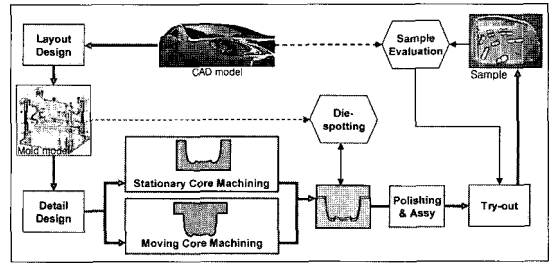 Layout
Design
CAD model
Sample
Evaluation
Sample
Mold model
Die-
spotting
Detail
Design
Stationary Core Machining
Moving Core Machining
Polishing
& Assy
Try-out